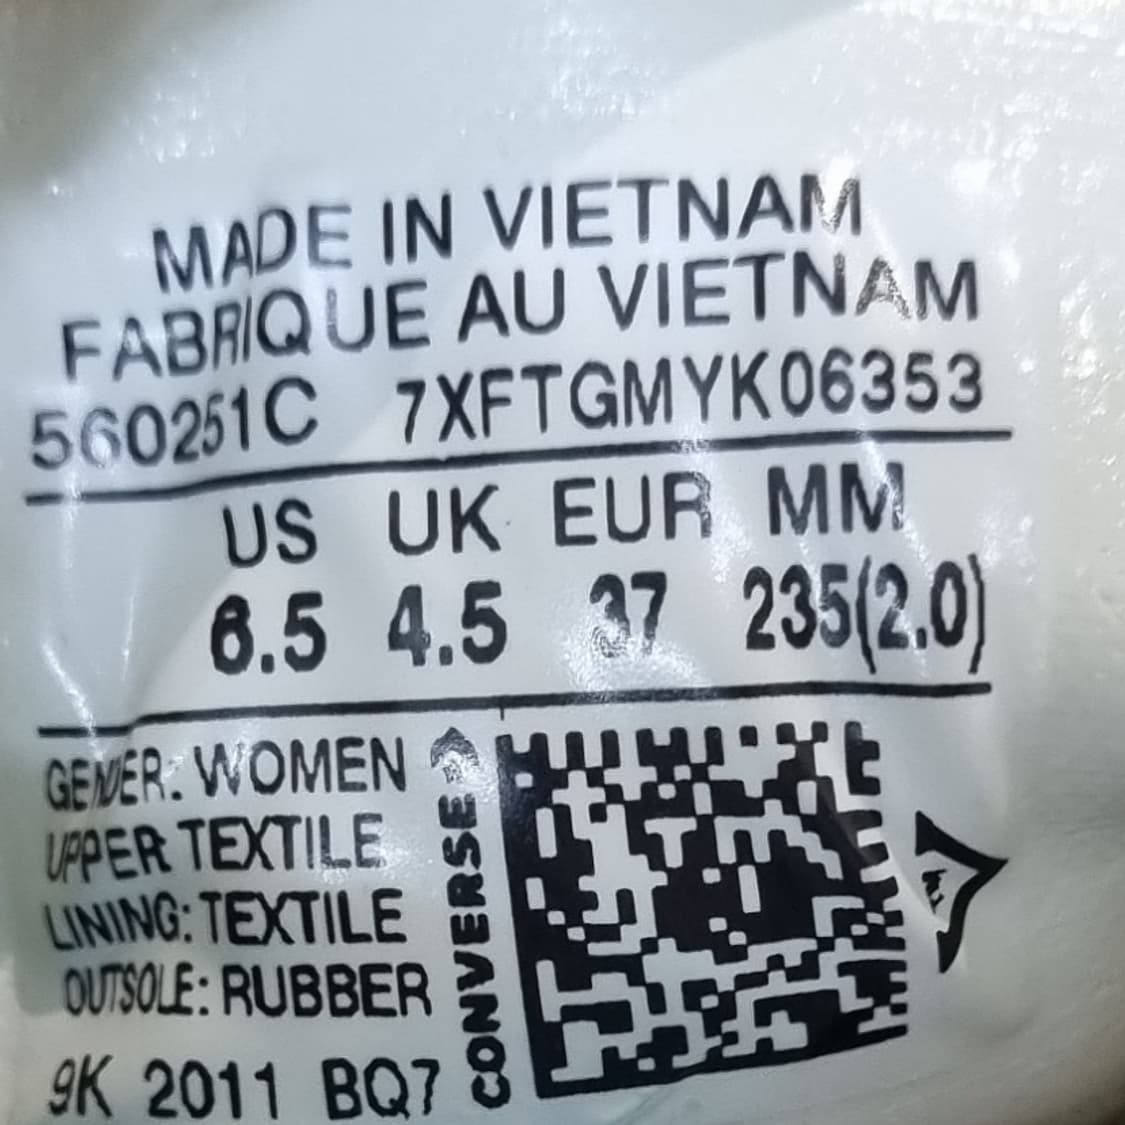 MADE IN VIETNAM
FABRIQUE AU VIETNAM
560251C 7XFTGMYK06353
US UK EUR MM
6.5 4.5 37 235(2.0)
GENDER: WOMEN
UPPER TEXTILE
LINING: TEXTILE
OUTSOLE: RUBBER
9K 2011 BQ7
CONVERSE